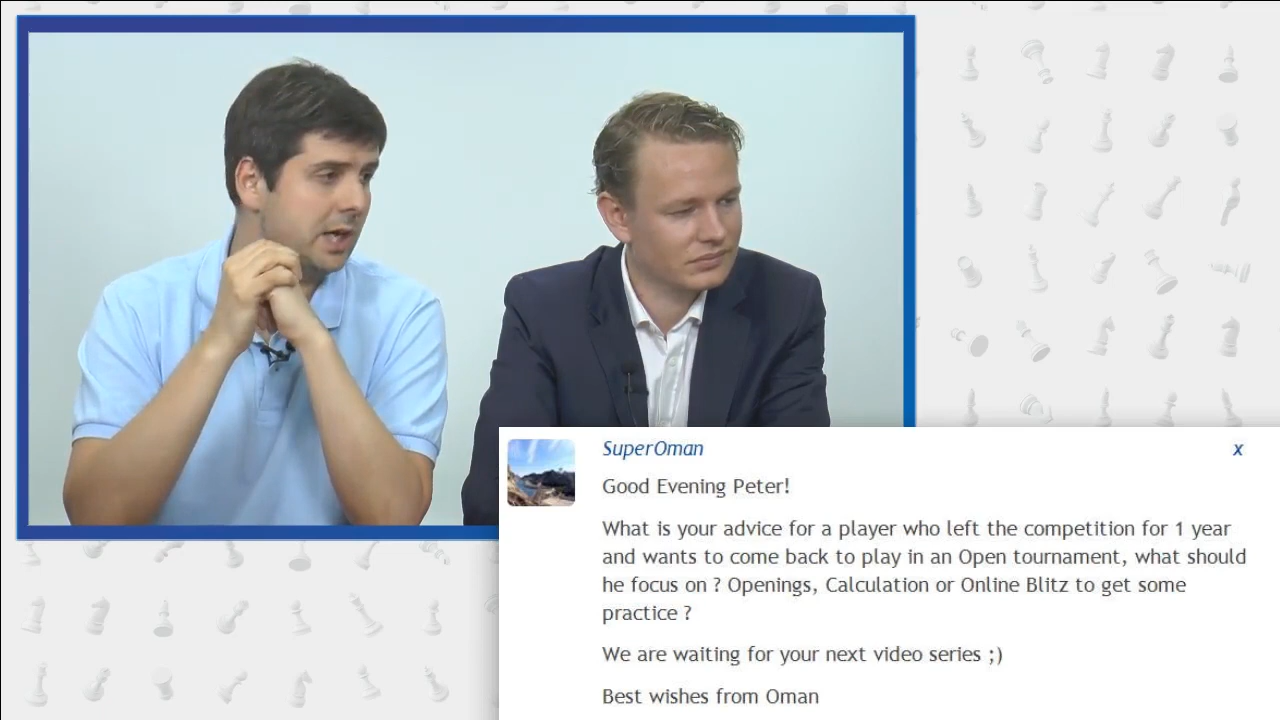 SuperOman
x
Good Evening Peter!
What is your advice for a player who left the competition for 1 year
and wants to come back to play in an Open tournament, what should
he focus on ? Openings, Calculation or Online Blitz to get some
practice ?
We are waiting for your next video series ;)
Best wishes from Oman